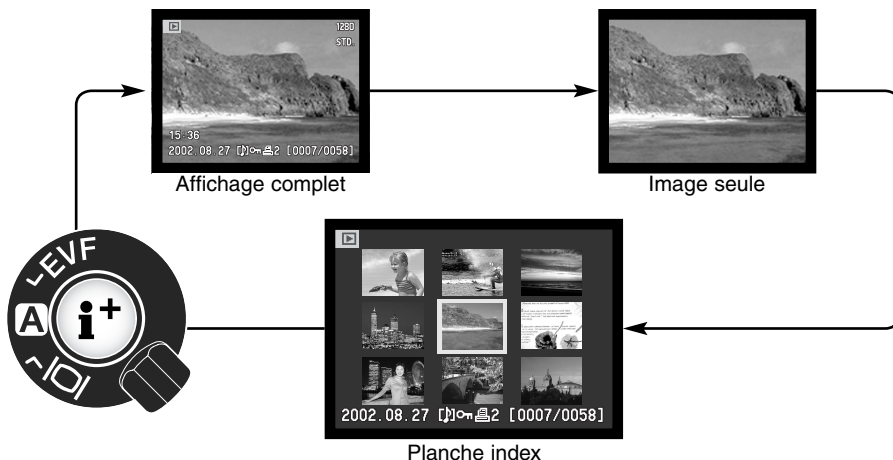 1280
STD.
15:36
2002.08.27 2 [0007/0058]
Affichage complet
Image seule
EVF
A
i+
2002.08.27 2 [0007/0058]
Planche index